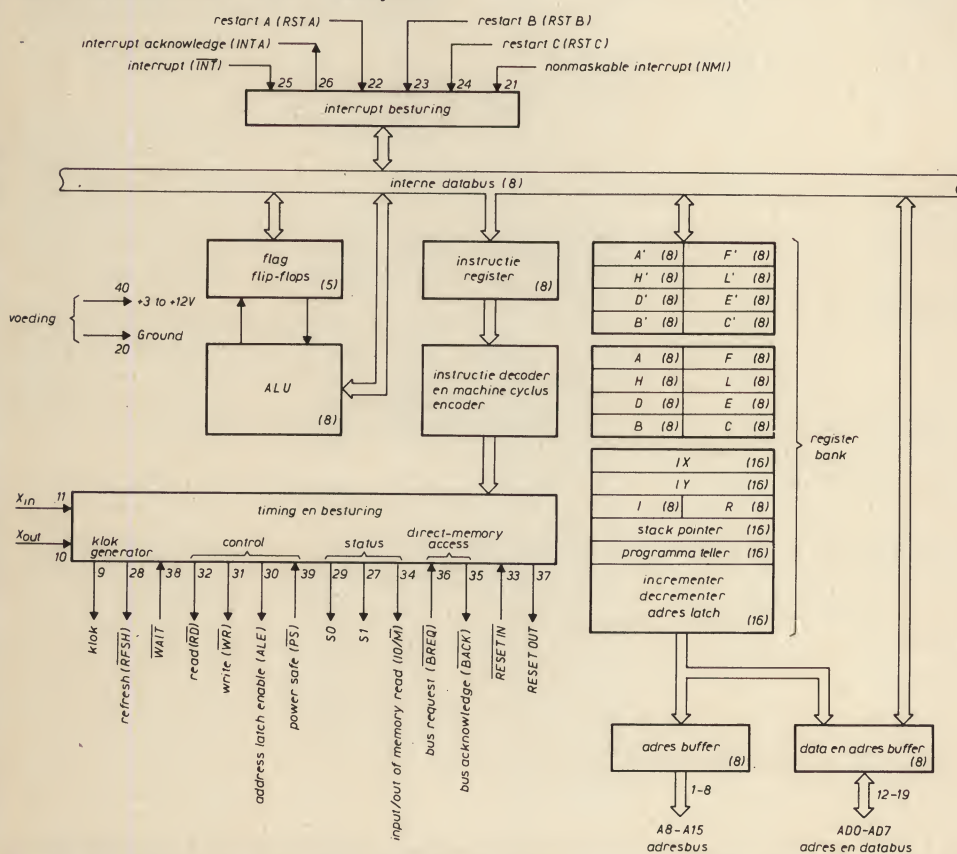 restart A (RST A)
restart B (RST B)
interrupt acknowledge (INTA)
restart C (RST C)
interrupt (INT)
nonmaskable interrupt (NMI)
25 26 22 23 24 21
interrupt besturing
interne databus (8)
flag
flip-flops
(5)
instructie
register
(8)
A' (8) F' (8)
H' (8) L' (8)
D' (8) E' (8)
B' (8) C' (8)
voeding
40
+3 to +12V
Ground
20
ALU
(8)
instructie decoder
en machine cyclus
encoder
A (8) F (8)
H (8) L (8)
D (8) E (8)
B (8) C (8)
register
bank
IX (16)
IY (16)
I (8) R (8)
stack pointer (16)
programma teller (16)
incrementer
decrementer
adres latch
(16)
Xin 11
Xout
10
timing en besturing
klok
generator
control
status
direct-memory
access
9 28 38 32 31 30 39 29 27 34 36 35 33 37
klok
refresh (RFSH)
WAIT
read (RD)
write (WR)
address latch enable (ALE)
power safe (PS)
S0
S1
input/out of memory read (IO/M)
bus request (BREQ)
bus acknowledge (BACK)
RESET IN
RESET OUT
adres buffer
(8)
data en adres buffer
(8)
1-8
12-19
A8-A15
adresbus
AD0-AD7
adres en databus